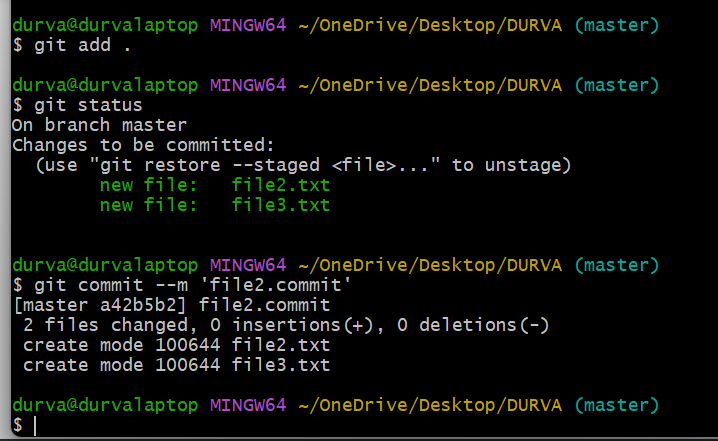 durva@durvalaptop MINGW64 ~/OneDrive/Desktop/DURVA (master)
$ git add .
durva@durvalaptop MINGW64 ~/OneDrive/Desktop/DURVA (master)
$ git status
On branch master
Changes to be committed:
  (use "git restore --staged <file>..." to unstage)
        new file:   file2.txt
        new file:   file3.txt
durva@durvalaptop MINGW64 ~/OneDrive/Desktop/DURVA (master)
$ git commit --m 'file2.commit'
[master a42b5b2] file2.commit
 2 files changed, 0 insertions(+), 0 deletions(-)
 create mode 100644 file2.txt
 create mode 100644 file3.txt
durva@durvalaptop MINGW64 ~/OneDrive/Desktop/DURVA (master)
$